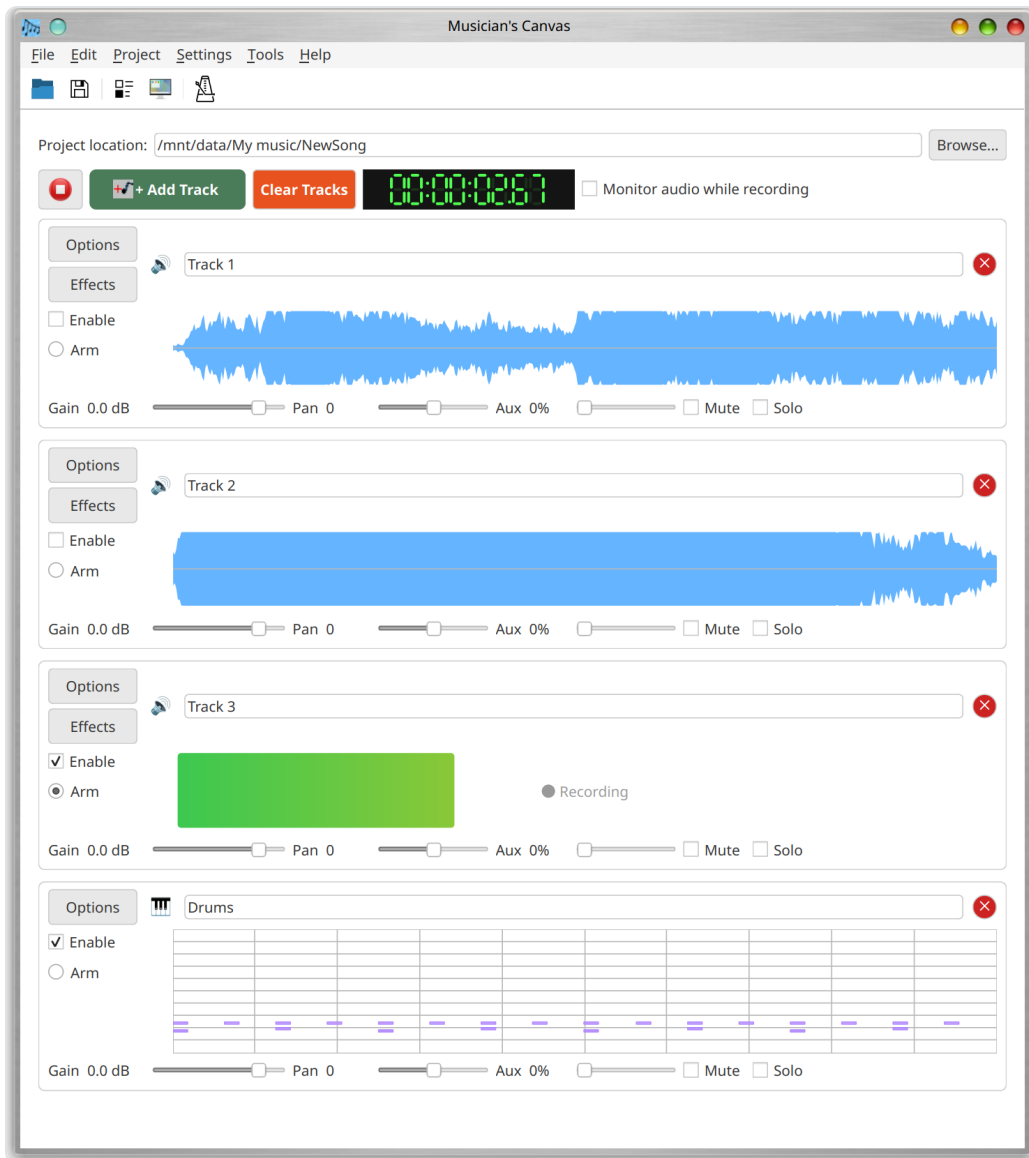 Musician's Canvas
File Edit Project Settings Tools Help
Project location: /mnt/data/My music/NewSong Browse...
+ Add Track Clear Tracks 00:00:02.67 Monitor audio while recording
Options
Track 1
Effects
Enable
Arm
Gain 0.0 dB Pan 0 Aux 0% Mute Solo
Options
Track 2
Effects
Enable
Arm
Gain 0.0 dB Pan 0 Aux 0% Mute Solo
Options
Track 3
Effects
Enable
Arm Recording
Gain 0.0 dB Pan 0 Aux 0% Mute Solo
Options Drums
Enable
Arm
Gain 0.0 dB Pan 0 Aux 0% Mute Solo